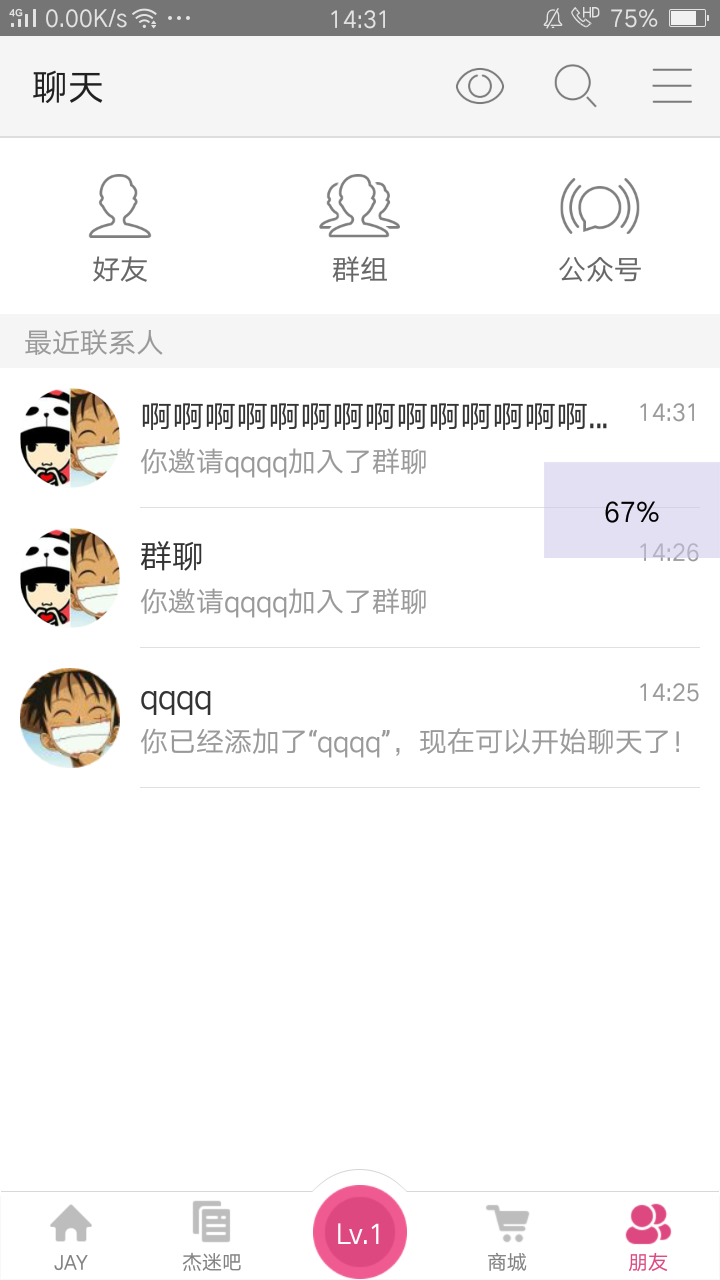 4G 0.00K/s ... 14:31 HD 75%
聊天
好友 群组 公众号
最近联系人
啊啊啊啊啊啊啊啊啊啊啊啊啊啊... 14:31
你邀请qqqq加入了群聊
67%
群聊 14:26
你邀请qqqq加入了群聊
qqqq 14:25
你已经添加了“qqqq”，现在可以开始聊天了！
Lv.1
JAY 杰迷吧 商城 朋友